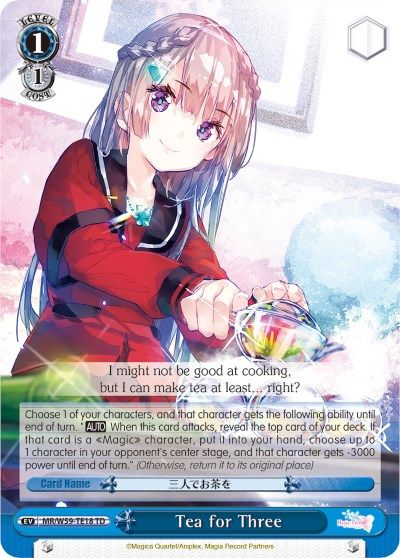 LEVEL
1
1
COST
I might not be good at cooking,
but I can make tea at least... right?
Choose 1 of your characters, and that character gets the following ability until
end of turn. "AUTO When this card attacks, reveal the top card of your deck. If
that card is a «Magic» character, put it into your hand, choose up to
1 character in your opponent's center stage, and that character gets -3000
power until end of turn." (Otherwise, return it to its original place)
Card Name 三人でお茶を
EV MR/W59-TE18 TD Tea for Three
©Magica Quartet/Aniplex, Magia Record Partners